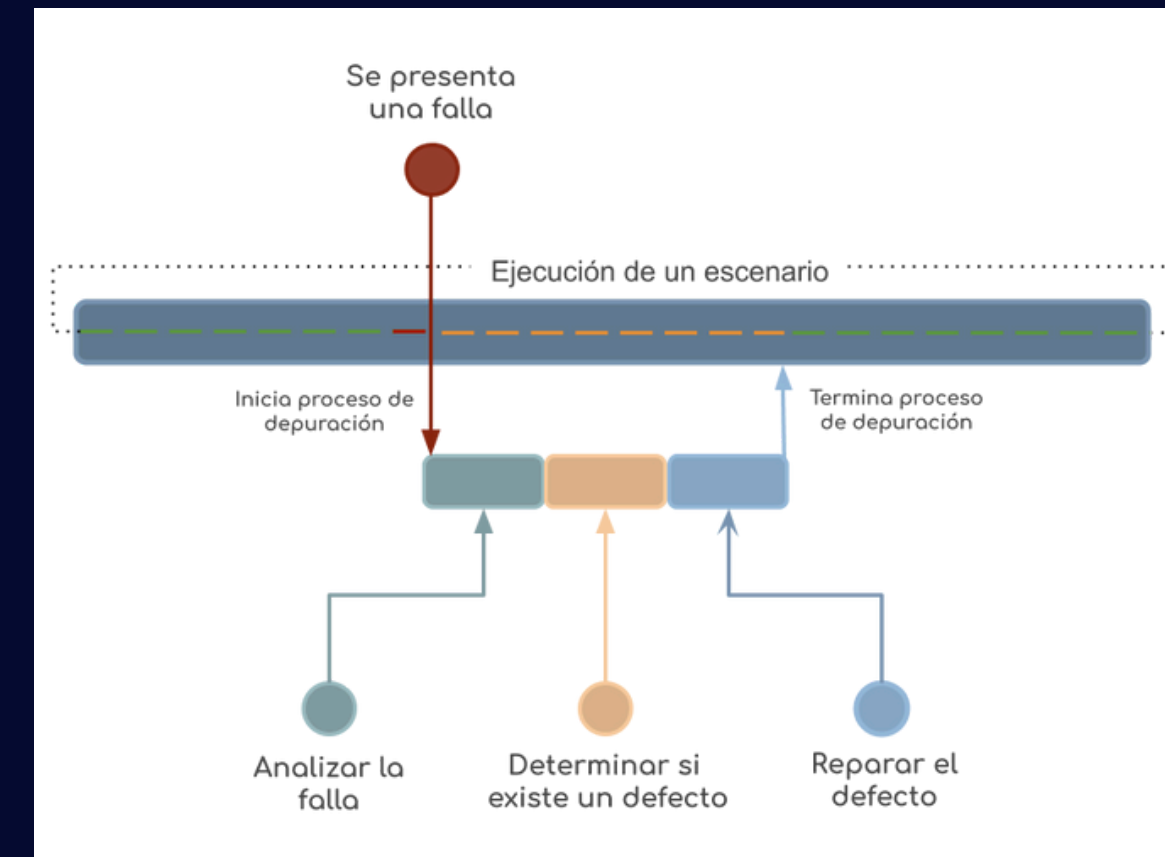 Se presenta
una falla
Ejecución de un escenario
Inicia proceso de
depuración
Termina proceso
de depuración
Analizar la
falla
Determinar si
existe un defecto
Reparar el
defecto